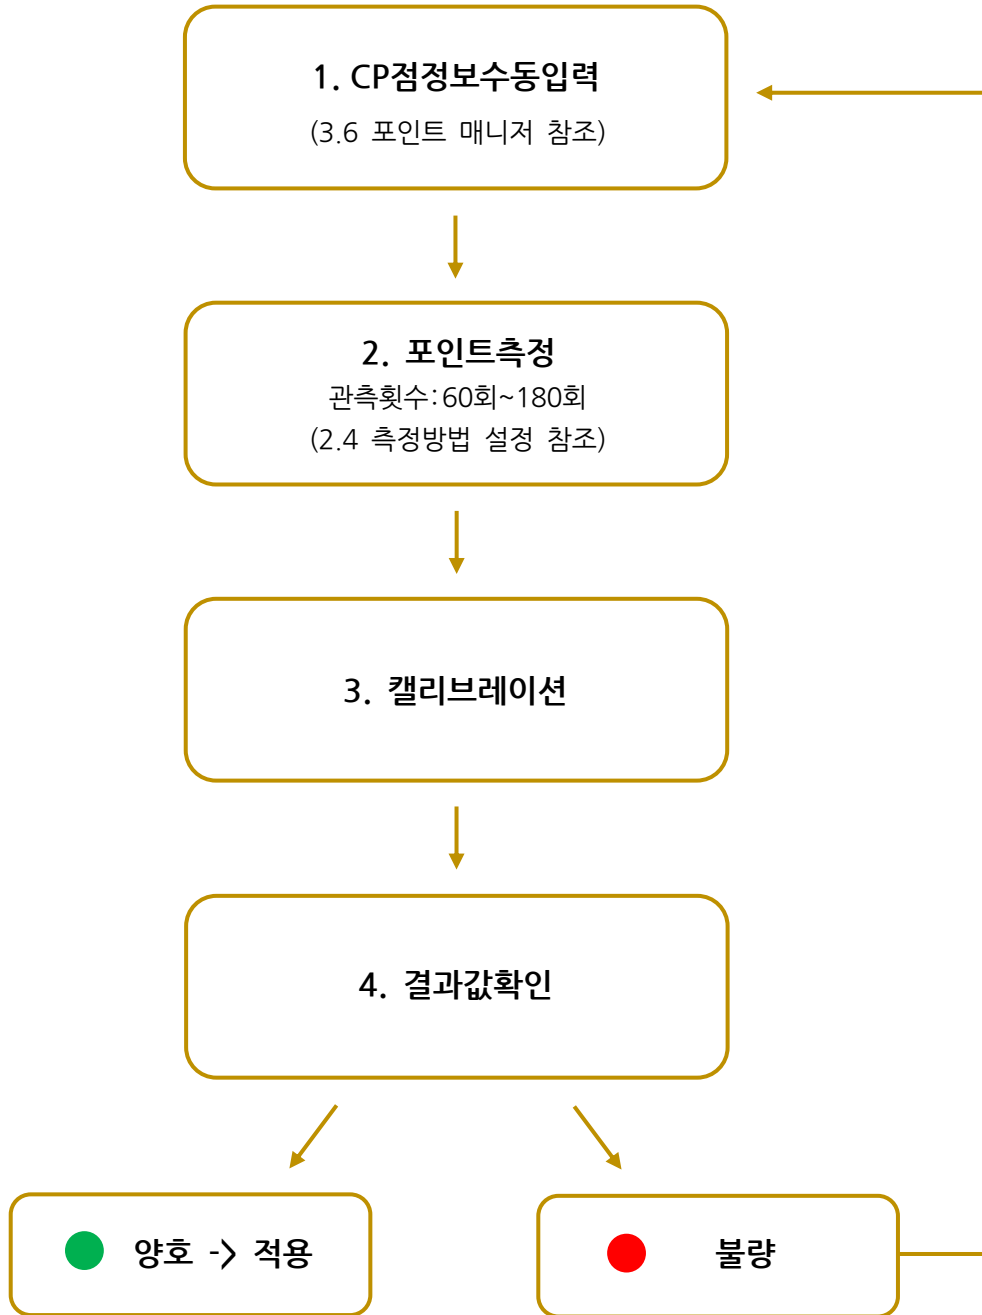 1. CP점정보수동입력
(3.6 포인트 매니저 참조)
2. 포인트측정
관측횟수:60회~180회
(2.4 측정방법 설정 참조)
3. 캘리브레이션
4. 결과값확인
양호 -> 적용
불량